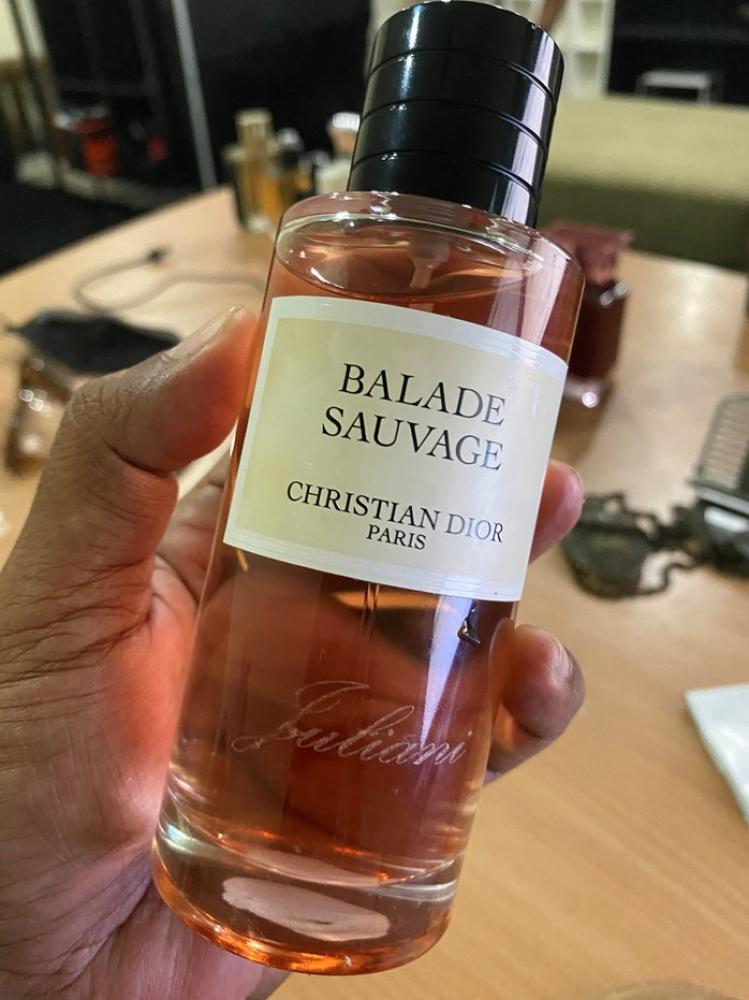 BALADE
SAUVAGE
CHRISTIAN DIOR
PARIS
Juliani